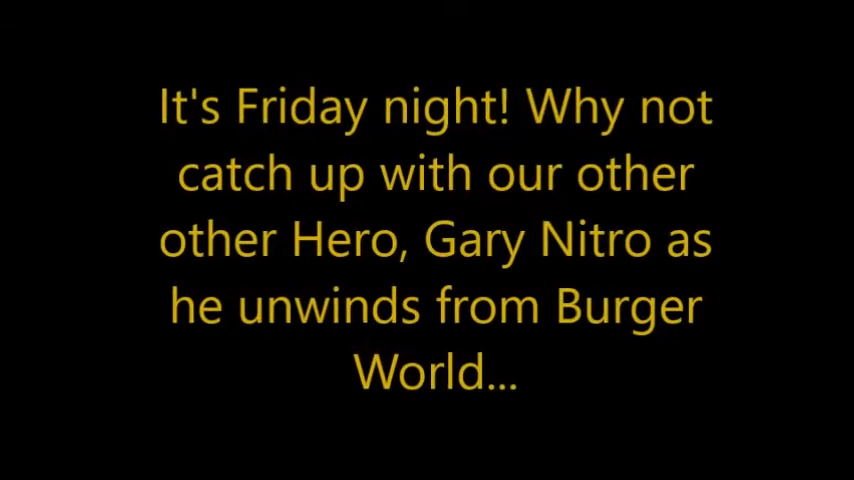 It's Friday night! Why not
catch up with our other
other Hero, Gary Nitro as
he unwinds from Burger
World...